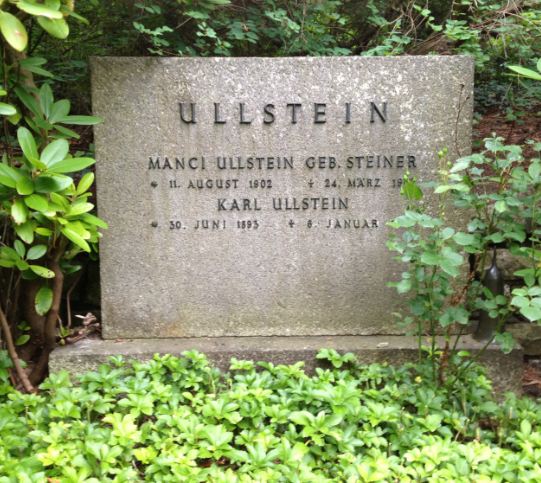 ULLSTEIN
MANCI ULLSTEIN GEB. STEINER
* 11. AUGUST 1902 + 24. MÄRZ
KARL ULLSTEIN
* 30. JUNI 1893 + 8. JANUAR